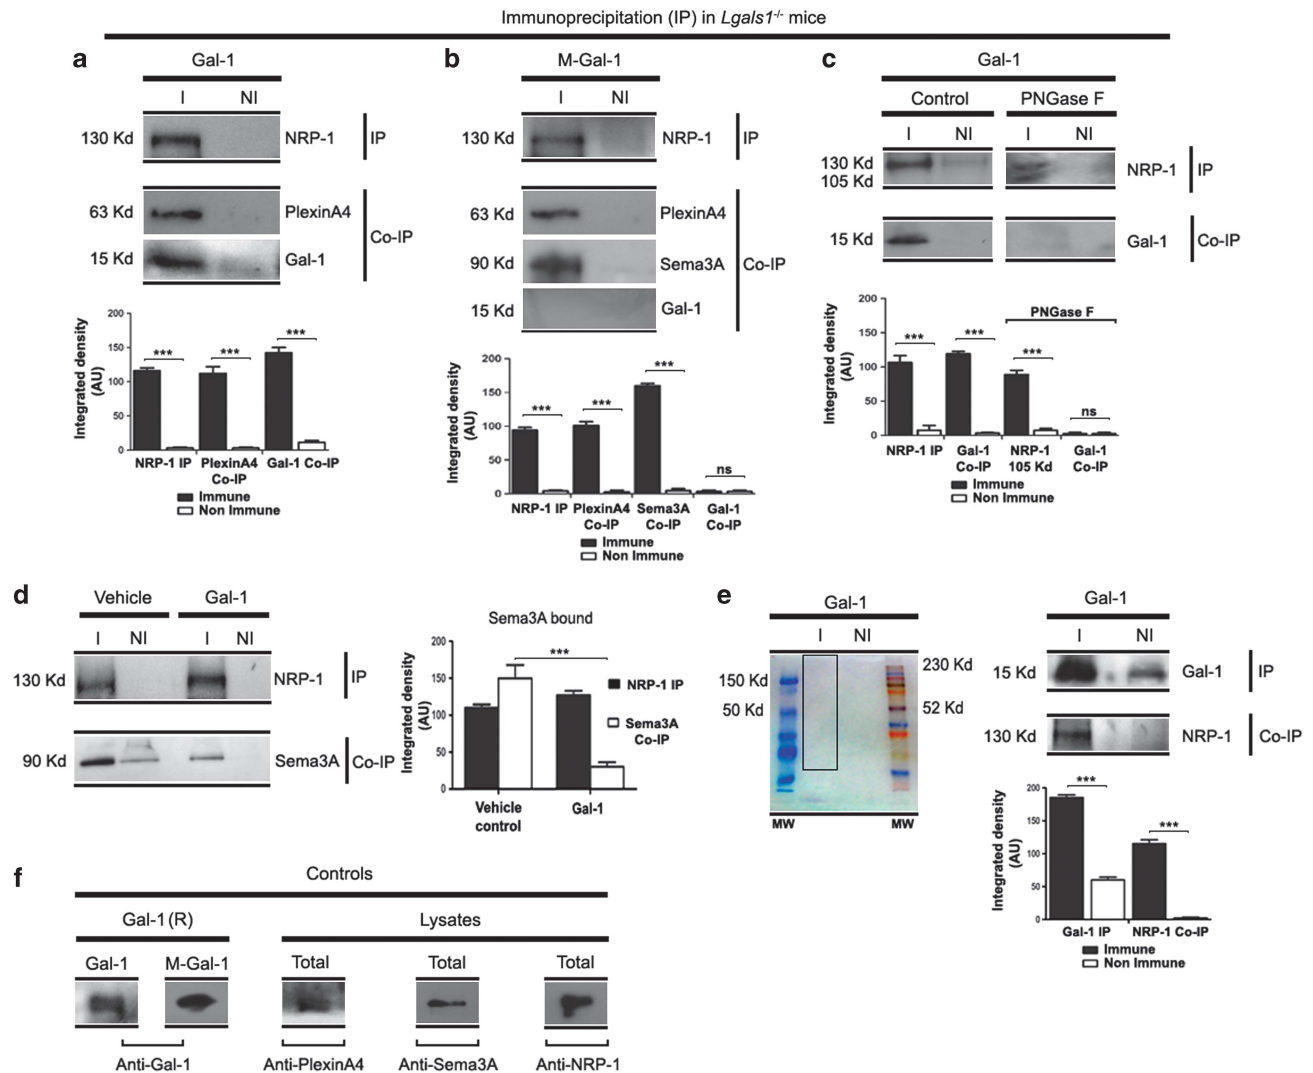 Immunoprecipitation (IP) in Lgals1-/- mice
a
Gal-1
I NI
130 Kd NRP-1 IP
63 Kd PlexinA4
Co-IP
15 Kd Gal-1
200
150
100
50
0
Integrated density
(AU)
*** *** ***
NRP-1 IP PlexinA4 Gal-1 Co-IP
Co-IP
Immune
Non Immune
b
M-Gal-1
I NI
130 Kd NRP-1 IP
63 Kd PlexinA4
90 Kd Sema3A Co-IP
15 Kd Gal-1
200
150
100
50
0
Integrated density
(AU)
*** *** *** ns
NRP-1 IP PlexinA4 Sema3A Gal-1
Co-IP Co-IP Co-IP
Immune
Non Immune
c
Gal-1
Control PNGase F
I NI I NI
130 Kd
105 Kd
NRP-1 IP
15 Kd Gal-1 Co-IP
200
150
100
50
0
Integrated density
(AU)
PNGase F
*** *** *** ns
NRP-1 IP Gal-1 NRP-1 Gal-1
Co-IP 105 Kd Co-IP
Immune
Non Immune
d
Vehicle Gal-1
I NI I NI
130 Kd NRP-1 IP
90 Kd Sema3A Co-IP
Sema3A bound
200
150
100
50
0
Integrated density
(AU)
***
NRP-1 IP
Sema3A
Co-IP
Vehicle Gal-1
control
e
Gal-1
I NI
150 Kd
50 Kd
230 Kd
52 Kd
MW MW
Gal-1
I NI
15 Kd Gal-1 IP
130 Kd NRP-1 Co-IP
200
150
100
50
0
Integrated density
(AU)
*** ***
Gal-1 IP NRP-1 Co-IP
Immune
Non Immune
f
Controls
Gal-1 (R) Lysates
Gal-1 M-Gal-1 Total Total Total
Anti-Gal-1 Anti-PlexinA4 Anti-Sema3A Anti-NRP-1